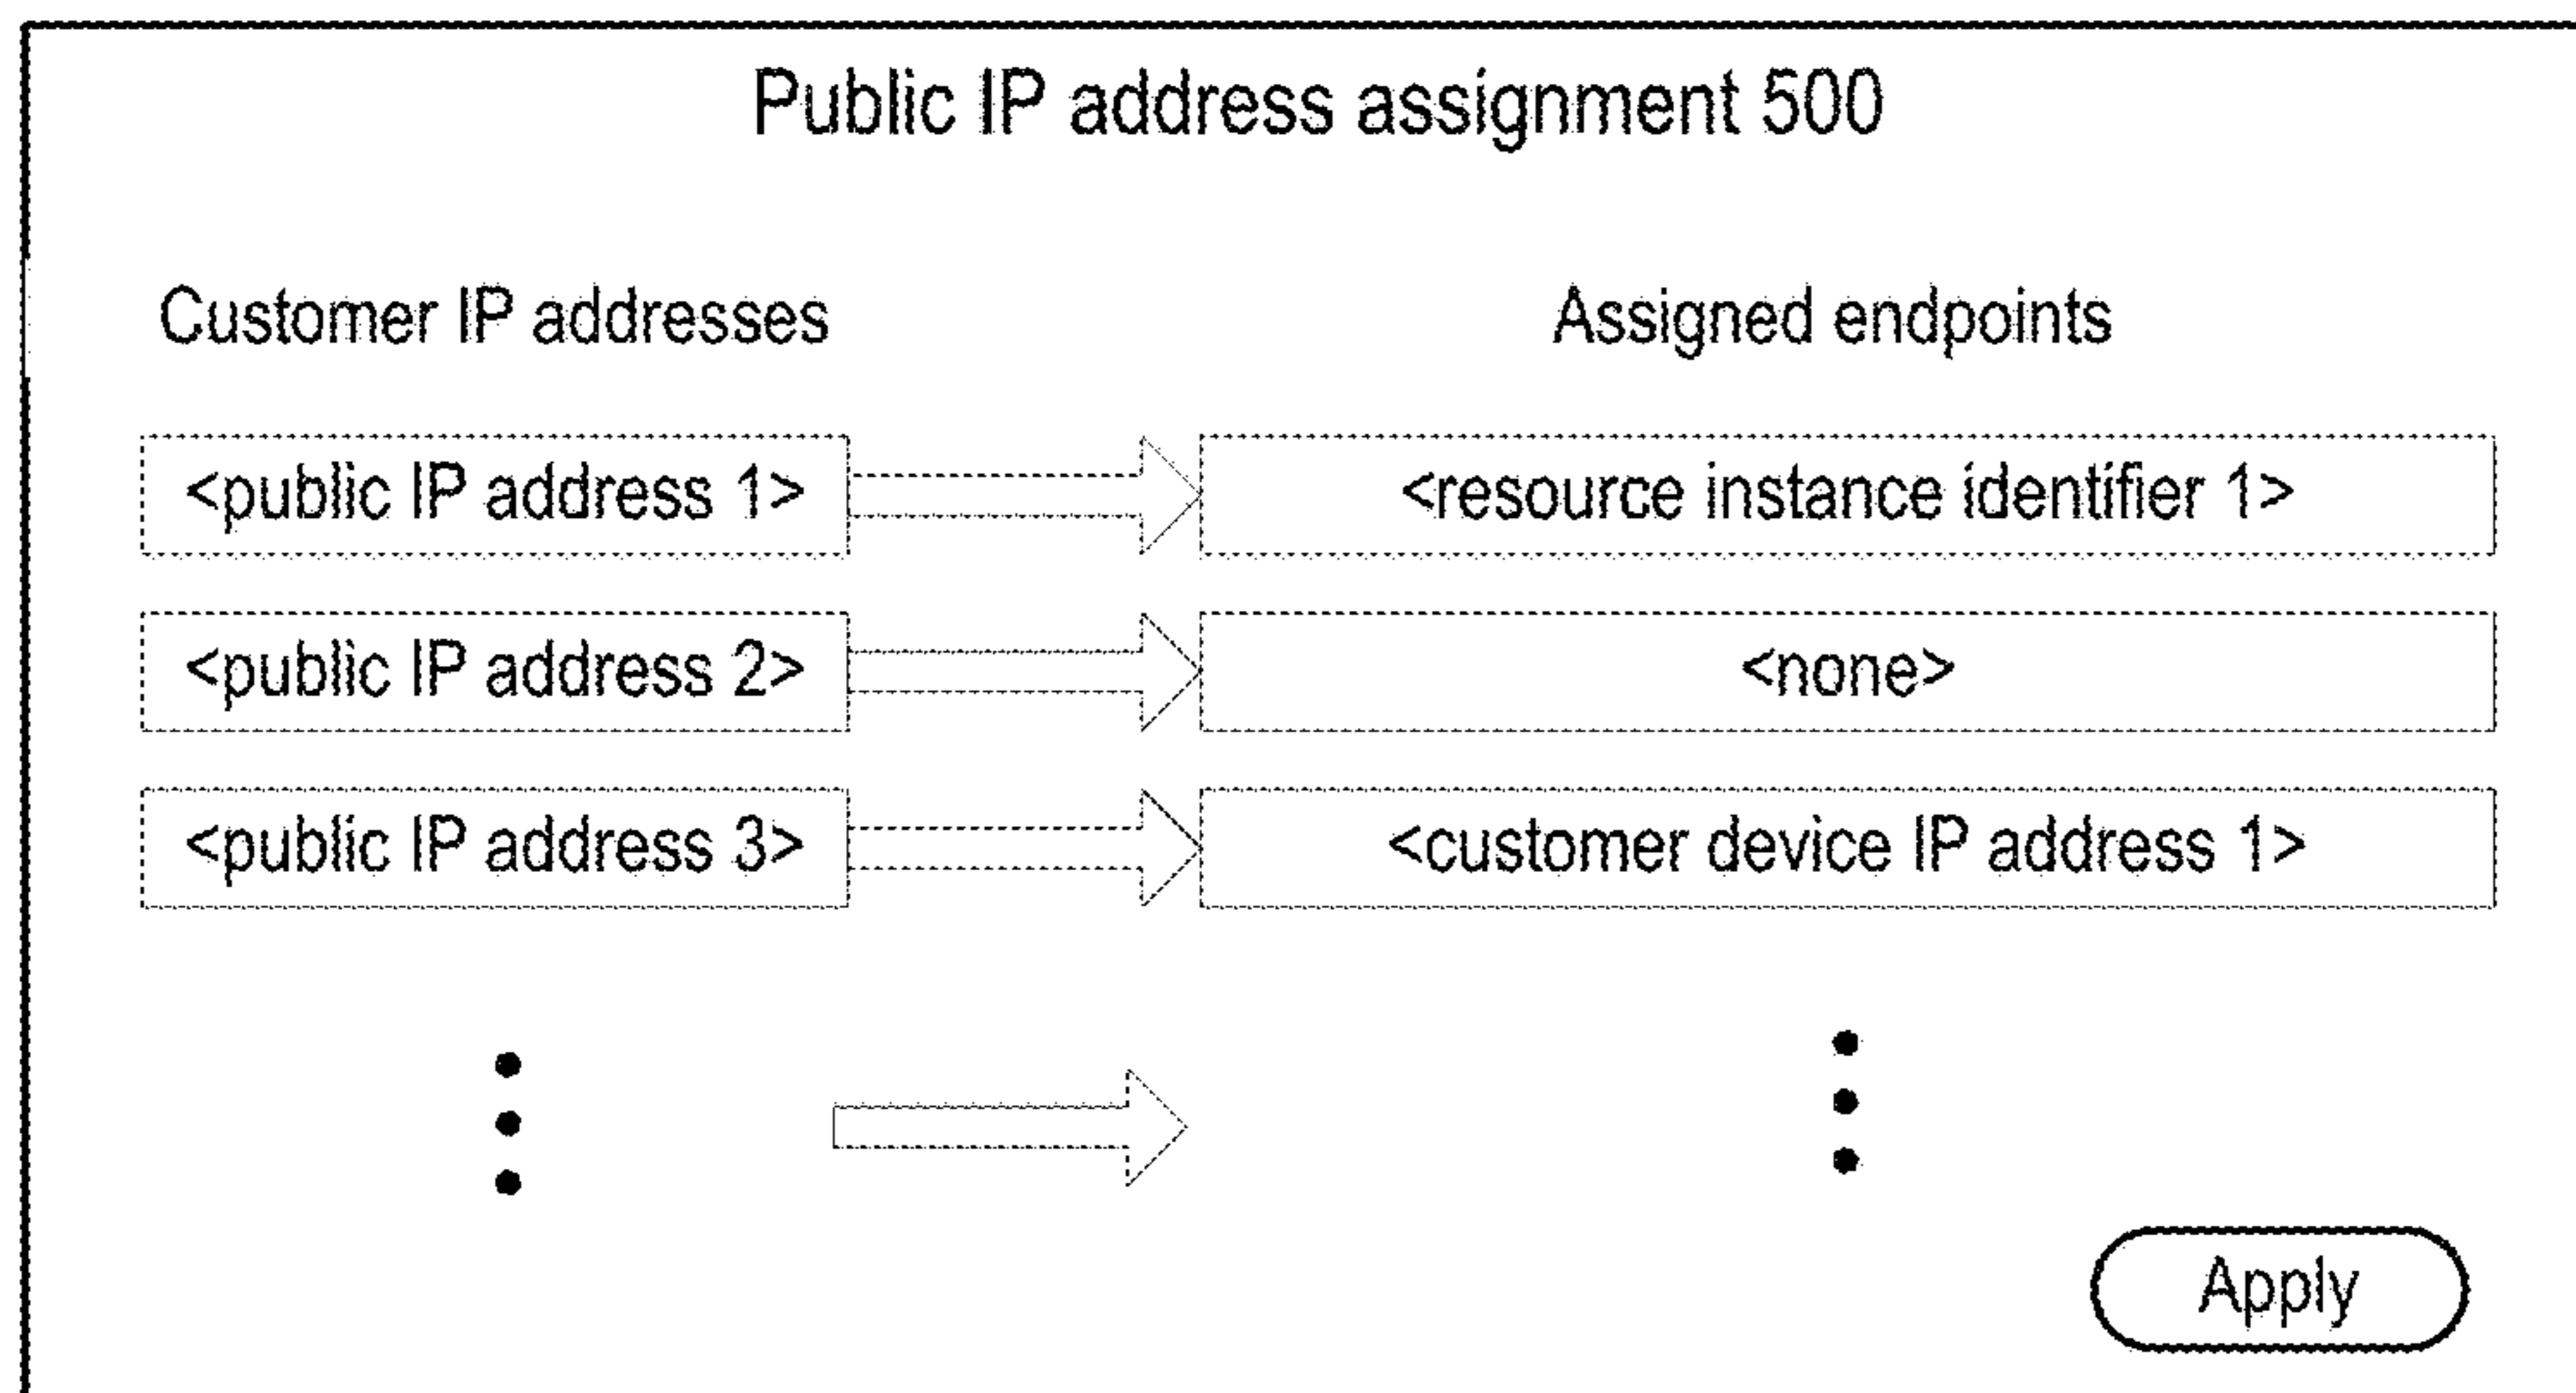 Public IP address assignment 500
Customer IP addresses Assigned endpoints
<public IP address 1> <resource instance identifier 1>
<public IP address 2> <none>
<public IP address 3> <customer device IP address 1>
Apply